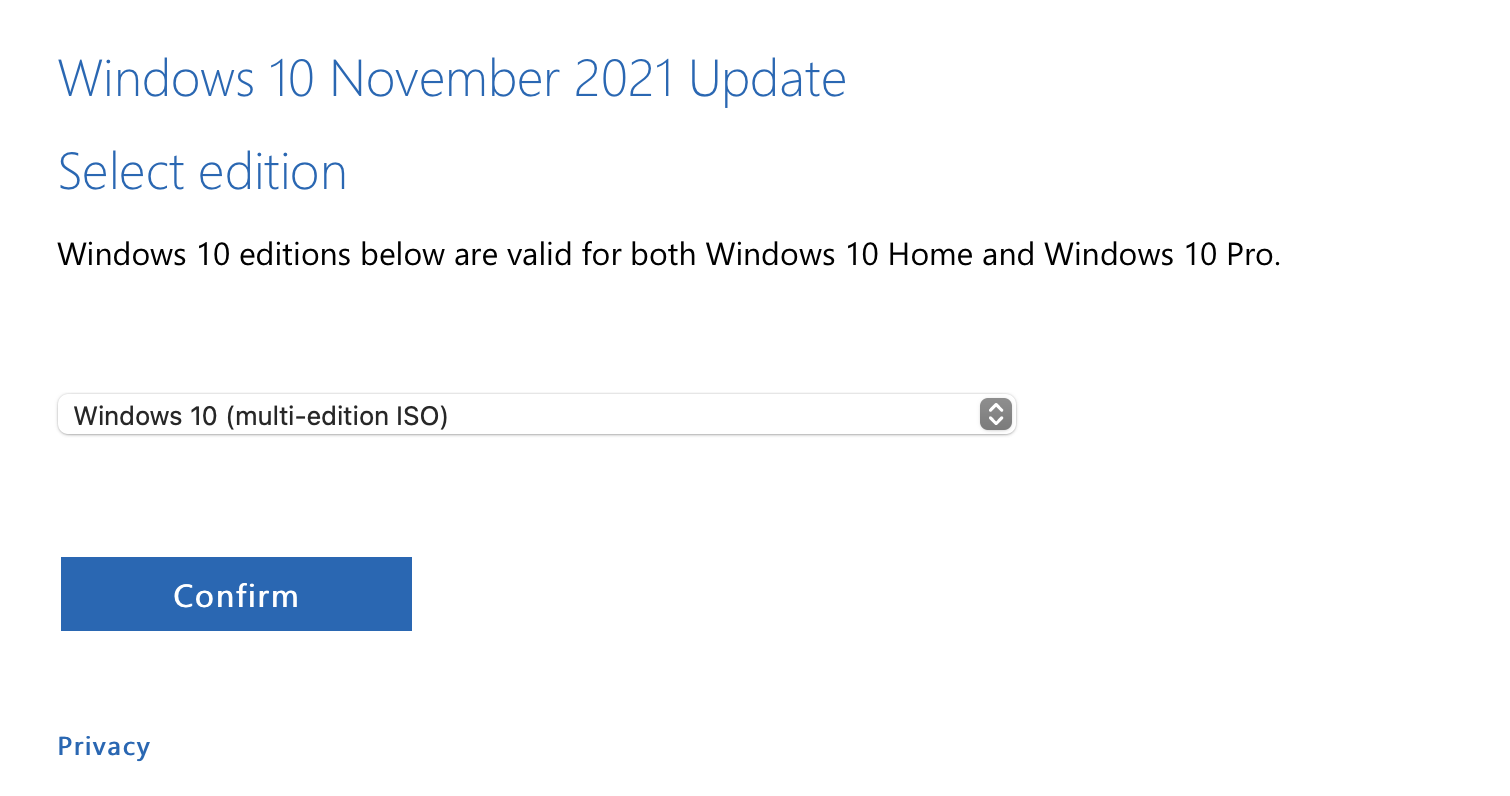 Windows 10 November 2021 Update
Select edition
Windows 10 editions below are valid for both Windows 10 Home and Windows 10 Pro.
Windows 10 (multi-edition ISO)
Confirm
Privacy